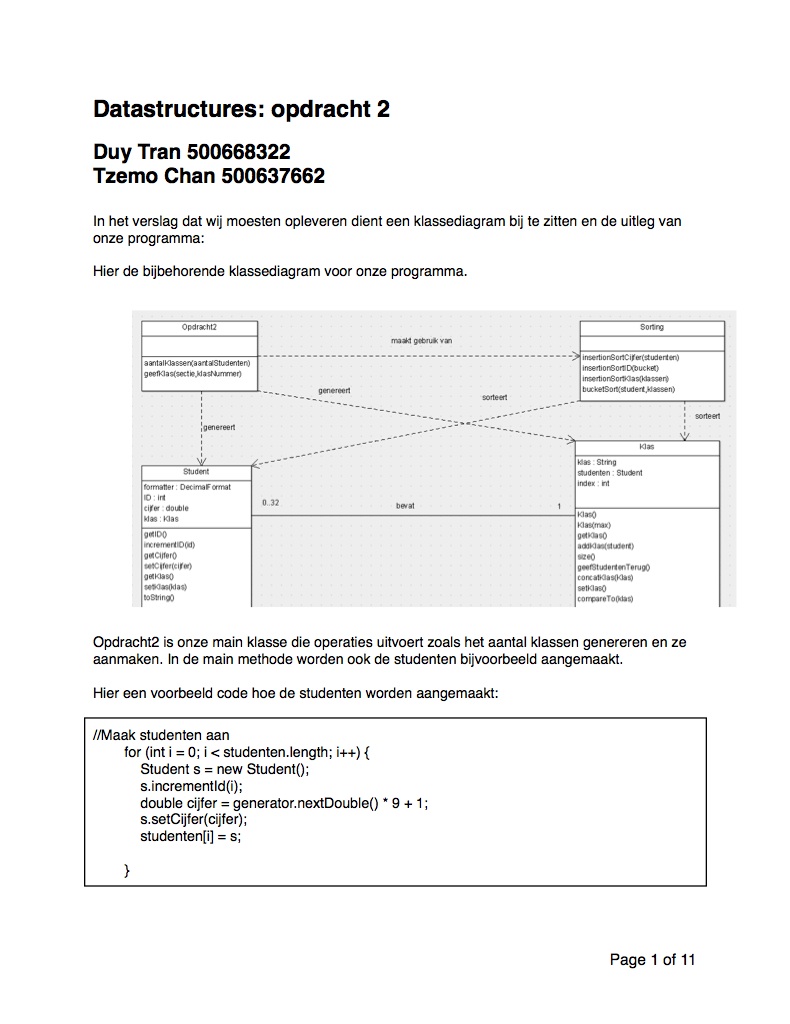 Datastructures: opdracht 2
Duy Tran 500668322
Tzemo Chan 500637662
In het verslag dat wij moesten opleveren dient een klassediagram bij te zitten en de uitleg van
onze programma:
Hier de bijbehorende klassediagram voor onze programma.
Opdracht2
aantalKlassen(aantalStudenten)
geefKlas(sectie,klasNummer)
maakt gebruik van
Sorting
insertionSortCijfer(studenten)
insertionSortID(bucket)
insertionSortKlas(klassen)
bucketSort(student,klassen)
genereert
sorteert
genereert
sorteert
Student
formatter : DecimalFormat
ID : int
cijfer : double
klas : Klas
getID()
incrementID(id)
getCijfer()
setCijfer(cijfer)
getKlas()
setKlas(klas)
toString()
0..32
bevat
1
Klas
klas : String
studenten : Student
index : int
Klas()
Klas(max)
getKlas()
addKlas(student)
size()
geefStudentenTerug()
concatKlas(Klas)
setKlas()
compareTo(klas)
Opdracht2 is onze main klasse die operaties uitvoert zoals het aantal klassen genereren en ze
aanmaken. In de main methode worden ook de studenten bijvoorbeeld aangemaakt.
Hier een voorbeeld code hoe de studenten worden aangemaakt:
//Maak studenten aan
for (int i = 0; i < studenten.length; i++) {
Student s = new Student();
s.incrementId(i);
double cijfer = generator.nextDouble() * 9 + 1;
s.setCijfer(cijfer);
studenten[i] = s;
}
Page 1 of 11